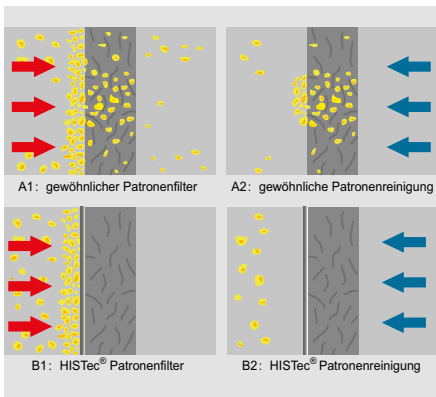 A1: gewöhnlicher Patronenfilter
A2: gewöhnliche Patronenreinigung
B1: HISTec® Patronenfilter
B2: HISTec® Patronenreinigung